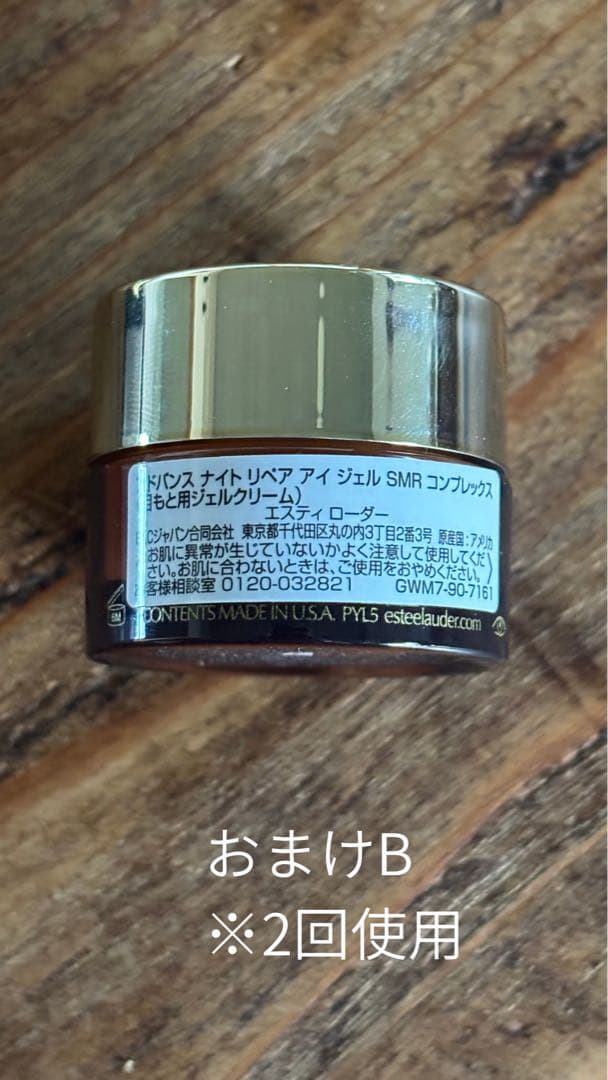 ドバンス ナイト リペア アイ ジェル SMR コンプレックス
目もと用ジェルクリーム)
エスティ ローダー
Cジャパン合同会社 東京都千代田区丸の内3丁目2番3号 原産国:アメリカ
お肌に異常が生じていないかよく注意して使用してくだ
さい。お肌に合わないときは、ご使用をおやめください。)
客様相談室 0120-032821 GWM7-90-7161
6M CONTENTS MADE IN U.S.A. PYL5 esteelauder.com
おまけB
※2回使用